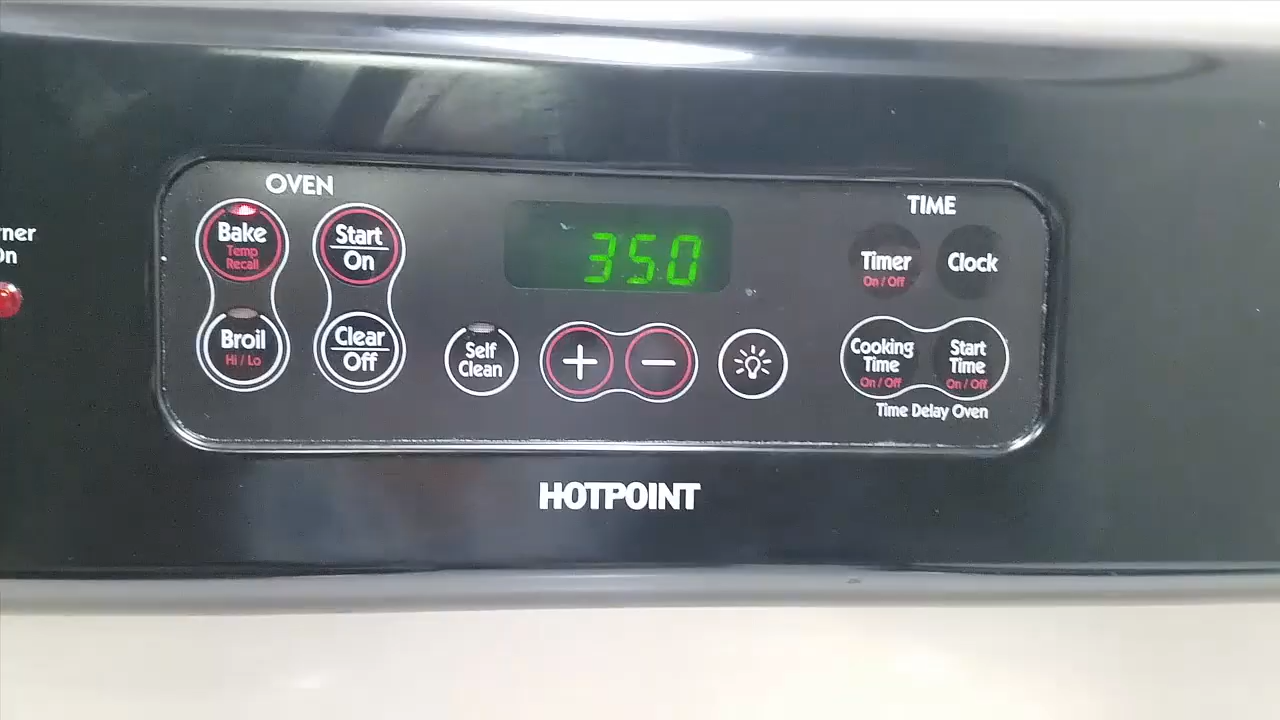 OVEN
TIME
Bake
Temp
Recall
Start
On
350
Timer
On / Off
Clock
On
Broil
Hi / Lo
Clear
Off
Self
Clean
+
−
Cooking
Time
On / Off
Start
Time
On / Off
Time Delay Oven
HOTPOINT